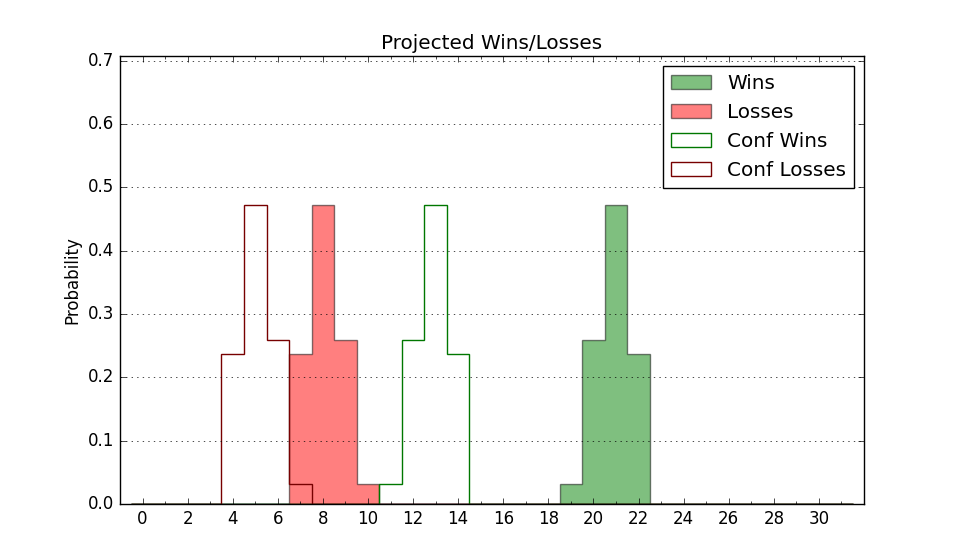 Projected Wins/Losses
Wins
Losses
Conf Wins
Conf Losses
Probability
0.7
0.6
0.5
0.4
0.3
0.2
0.1
0.0
0 2 4 6 8 10 12 14 16 18 20 22 24 26 28 30